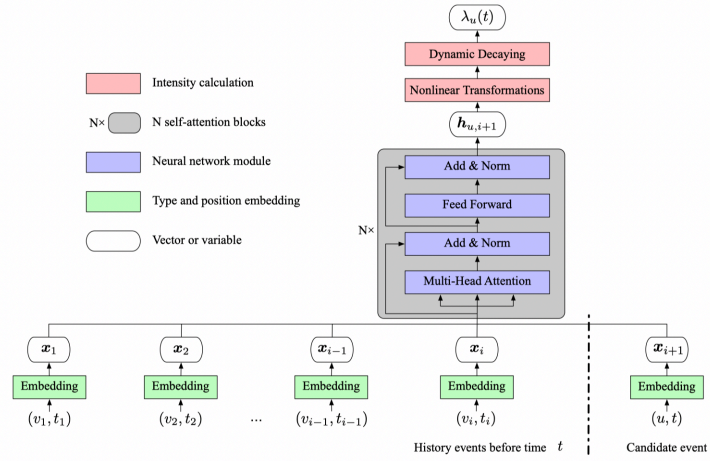 λ_u(t)
Dynamic Decaying
Nonlinear Transformations
h_{u,i+1}
Intensity calculation
N× N self-attention blocks
Neural network module
Type and position embedding
Vector or variable
Add & Norm
Feed Forward
N×
Add & Norm
Multi-Head Attention
x_1 x_2 x_{i−1} x_i x_{i+1}
Embedding Embedding Embedding Embedding Embedding
(v_1, t_1) (v_2, t_2) ... (v_{i−1}, t_{i−1}) (v_i, t_i) (u, t)
History events before time t Candidate event